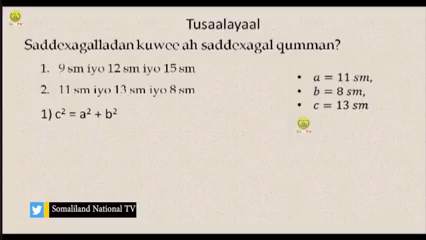 Tusaalayaal
Saddexagalladan kuwee ah saddexagal qumman?
1. 9 sm iyo 12 sm iyo 15 sm
2. 11 sm iyo 13 sm iyo 8 sm
1) c² = a² + b²
• a = 11 sm,
• b = 8 sm,
• c = 13 sm
Somaliland National TV